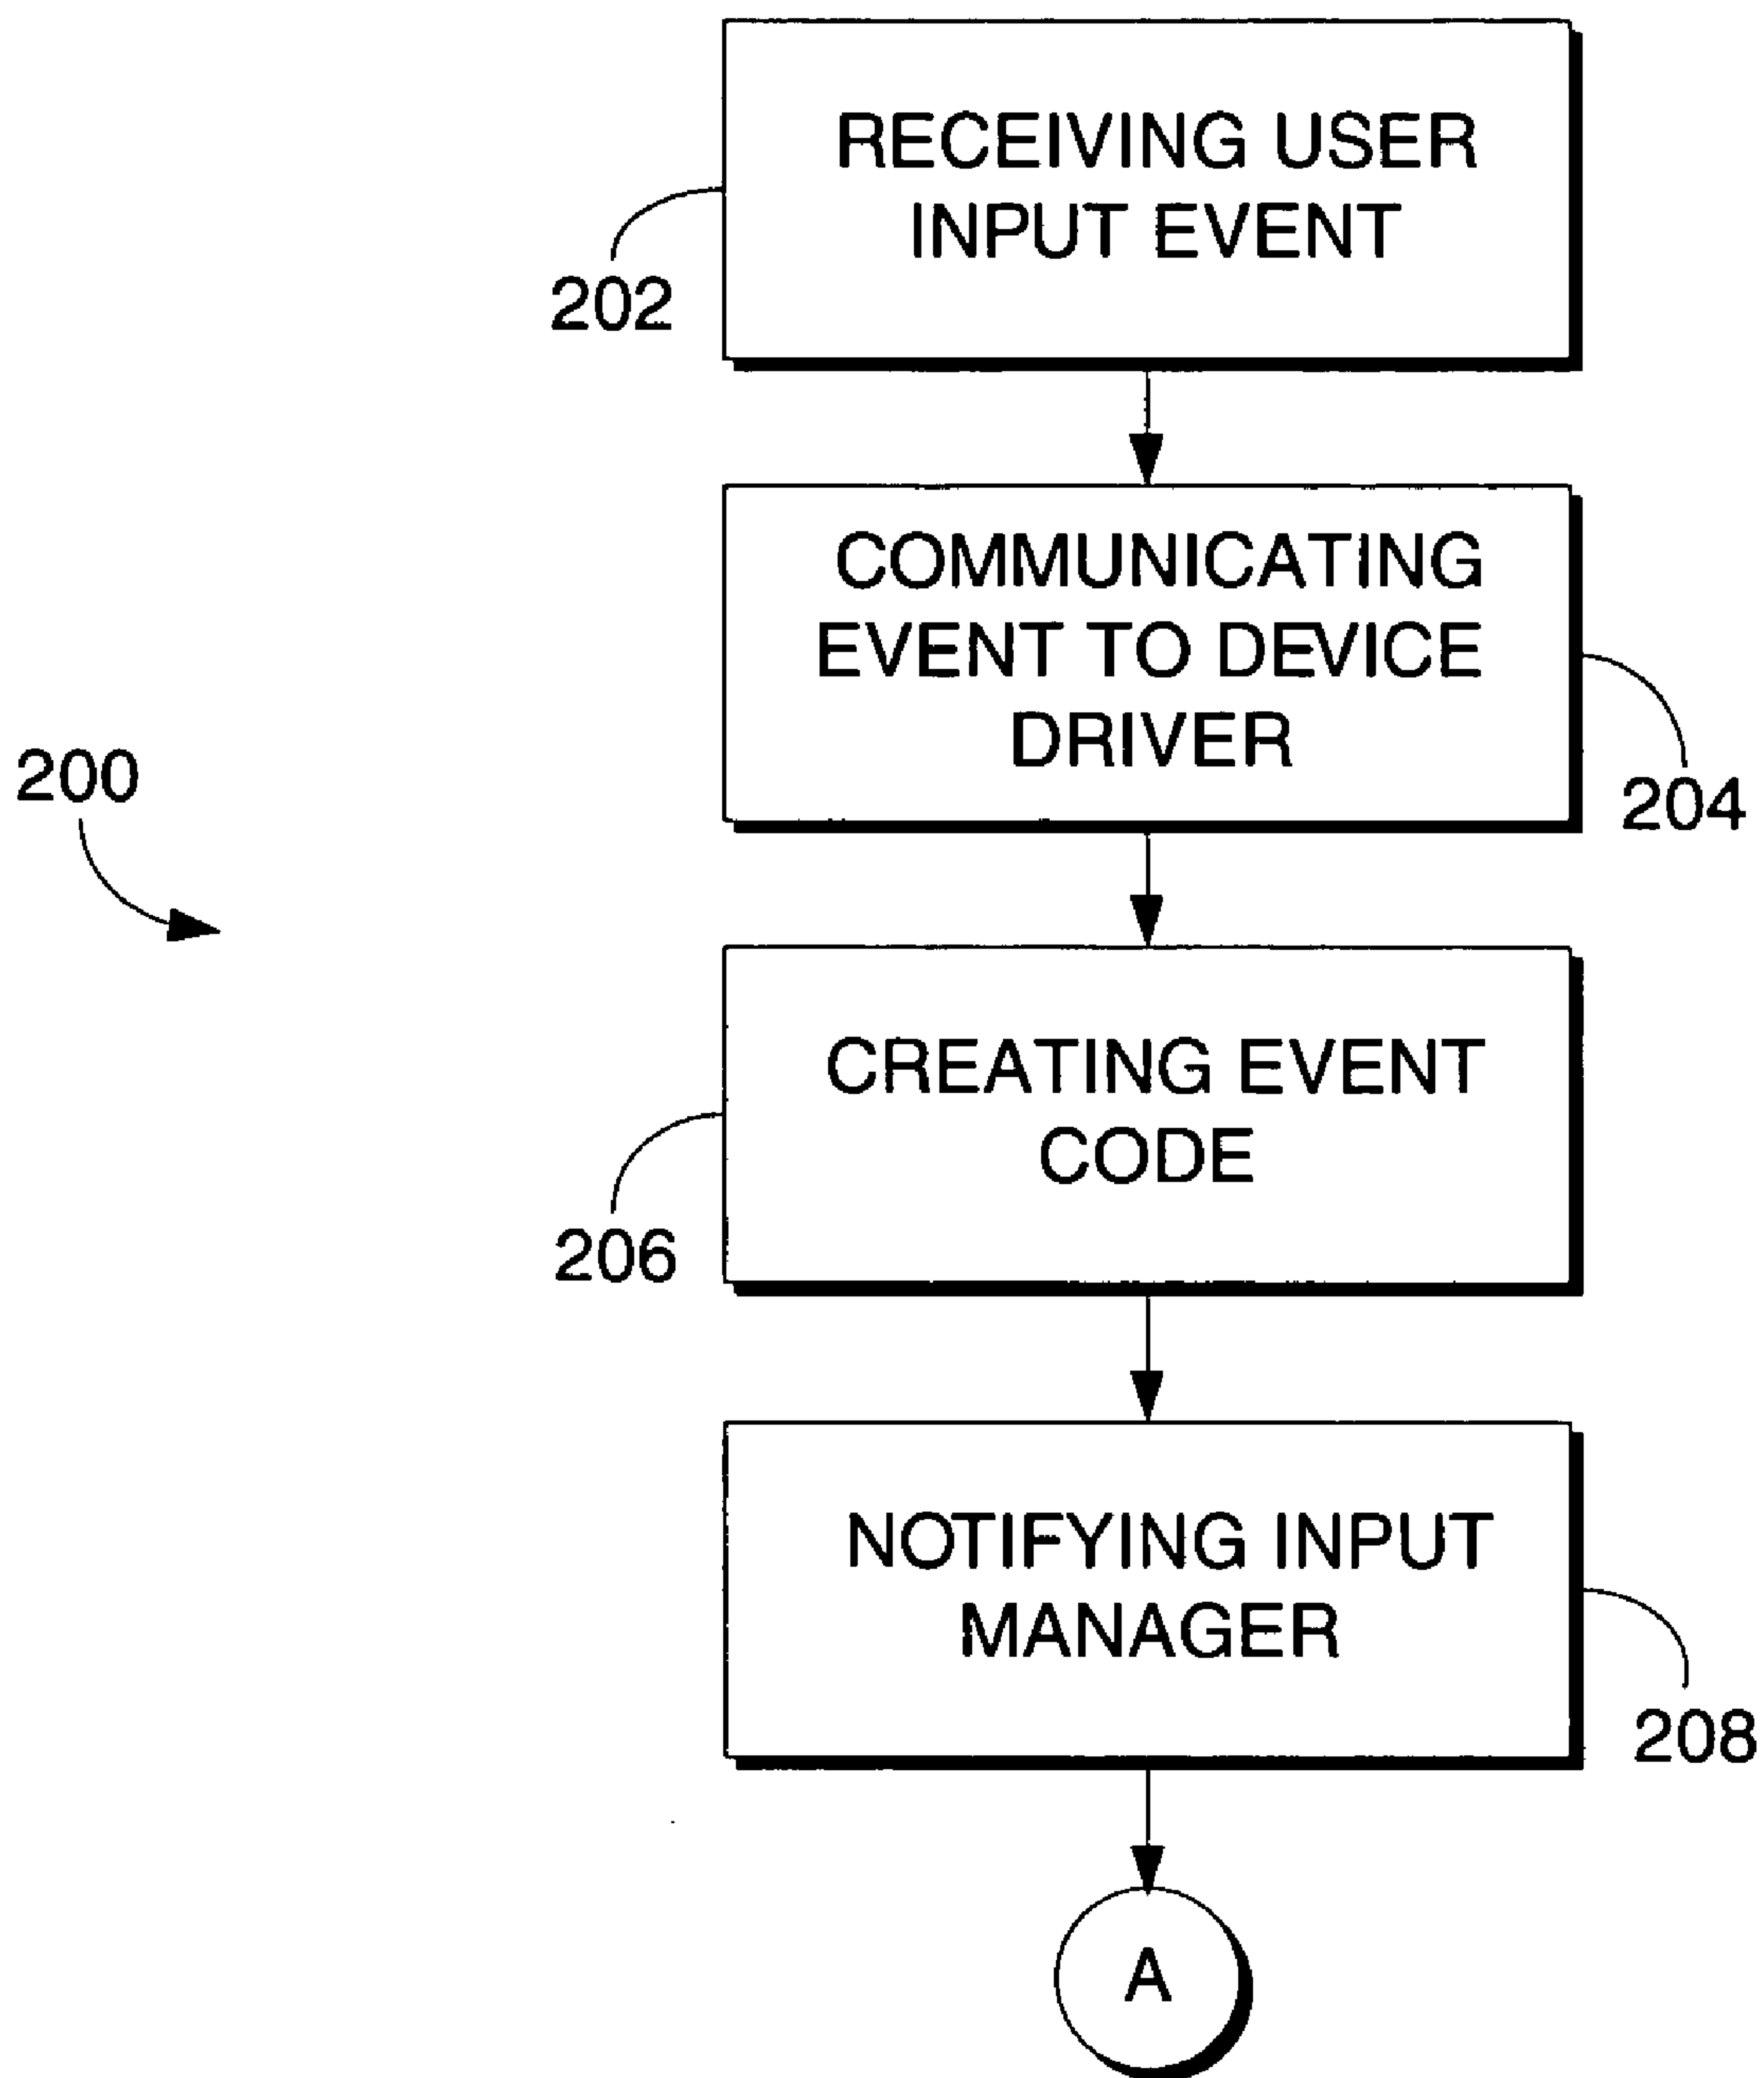 RECEIVING USER
INPUT EVENT
202
COMMUNICATING
EVENT TO DEVICE
DRIVER
204
200
CREATING EVENT
CODE
206
NOTIFYING INPUT
MANAGER
208
A